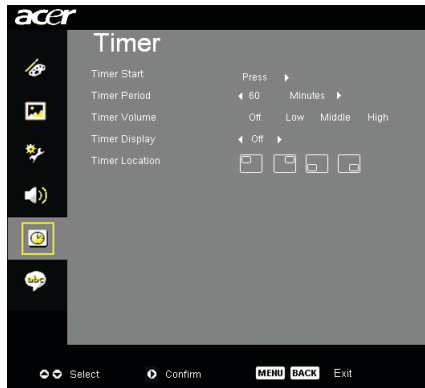 acer
Timer
Timer Start Press
Timer Period 60 Minutes
Timer Volume Off Low Middle High
Timer Display Off
Timer Location
abc
Select Confirm MENU BACK Exit